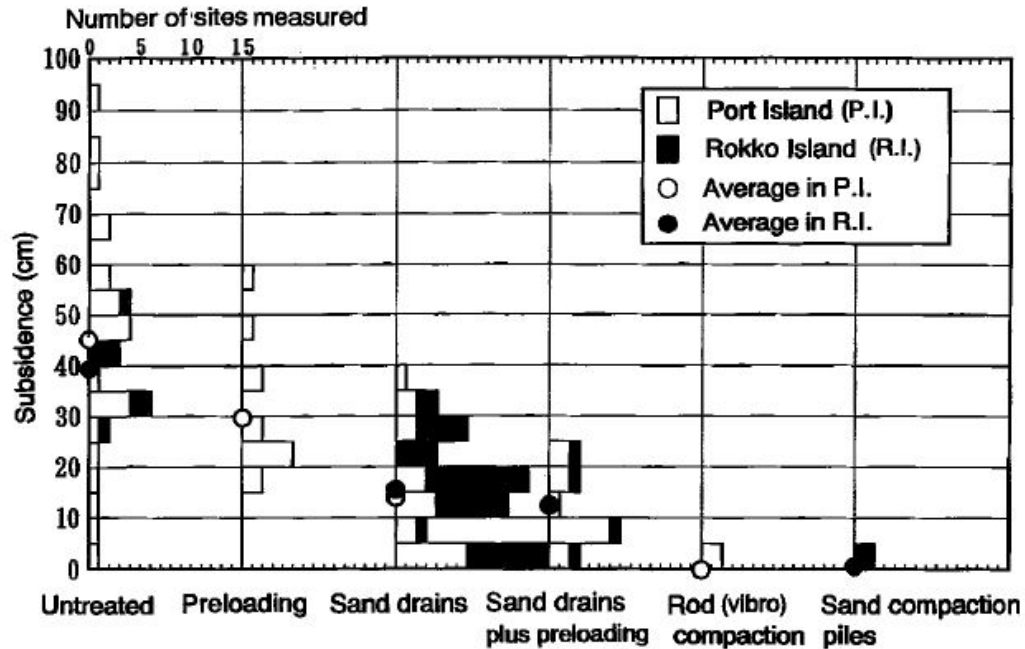 Number of sites measured
0 5 10 15
100
90
80
70
60
50
40
30
20
10
0
Subsidence (cm)
Port Island (P.I.)
Rokko Island (R.I.)
Average in P.I.
Average in R.I.
Untreated
Preloading
Sand drains
Sand drains
plus preloading
Rod (vibro)
compaction
Sand compaction
piles